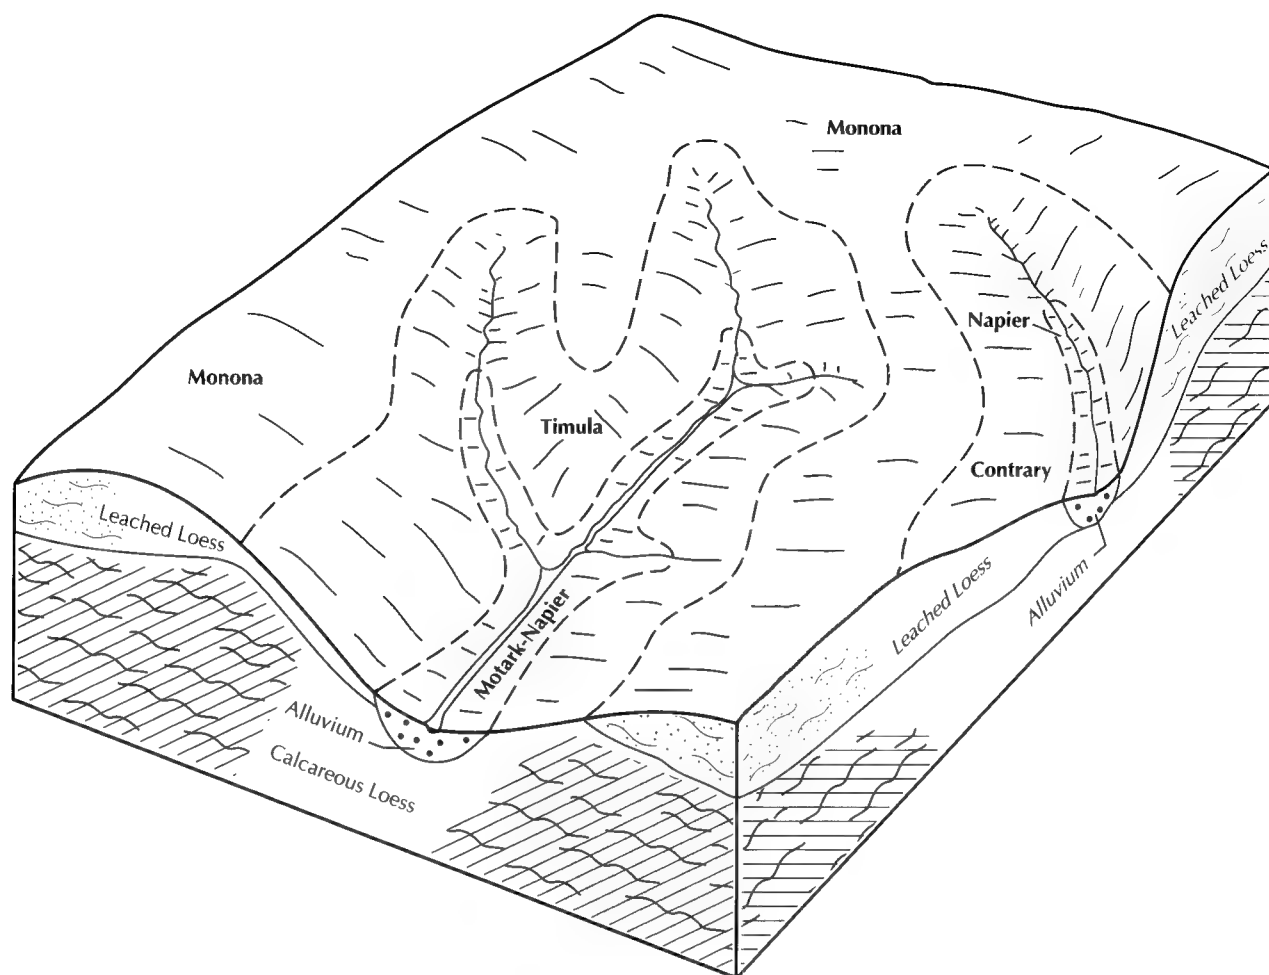 Monona
Leached Loess
Napier
Monona
Timula
Contrary
Leached Loess
Leached Loess
Alluvium
Motark-Napier
Alluvium
Calcareous Loess